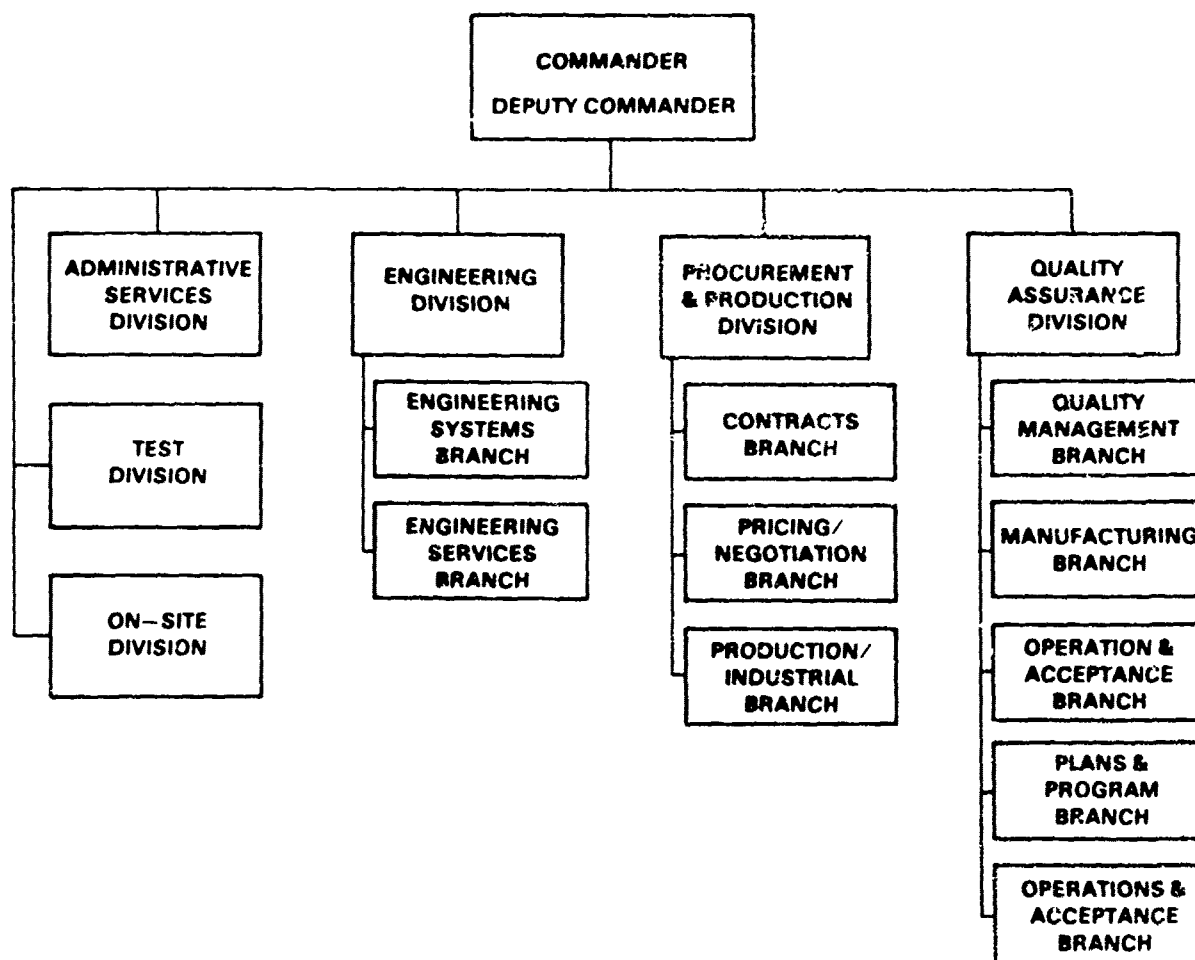 COMMANDER
DEPUTY COMMANDER
ADMINISTRATIVE
SERVICES
DIVISION
TEST
DIVISION
ON-SITE
DIVISION
ENGINEERING
DIVISION
ENGINEERING
SYSTEMS
BRANCH
ENGINEERING
SERVICES
BRANCH
PROCUREMENT
& PRODUCTION
DIVISION
CONTRACTS
BRANCH
PRICING/
NEGOTIATION
BRANCH
PRODUCTION/
INDUSTRIAL
BRANCH
QUALITY
ASSURANCE
DIVISION
QUALITY
MANAGEMENT
BRANCH
MANUFACTURING
BRANCH
OPERATION &
ACCEPTANCE
BRANCH
PLANS &
PROGRAM
BRANCH
OPERATIONS &
ACCEPTANCE
BRANCH